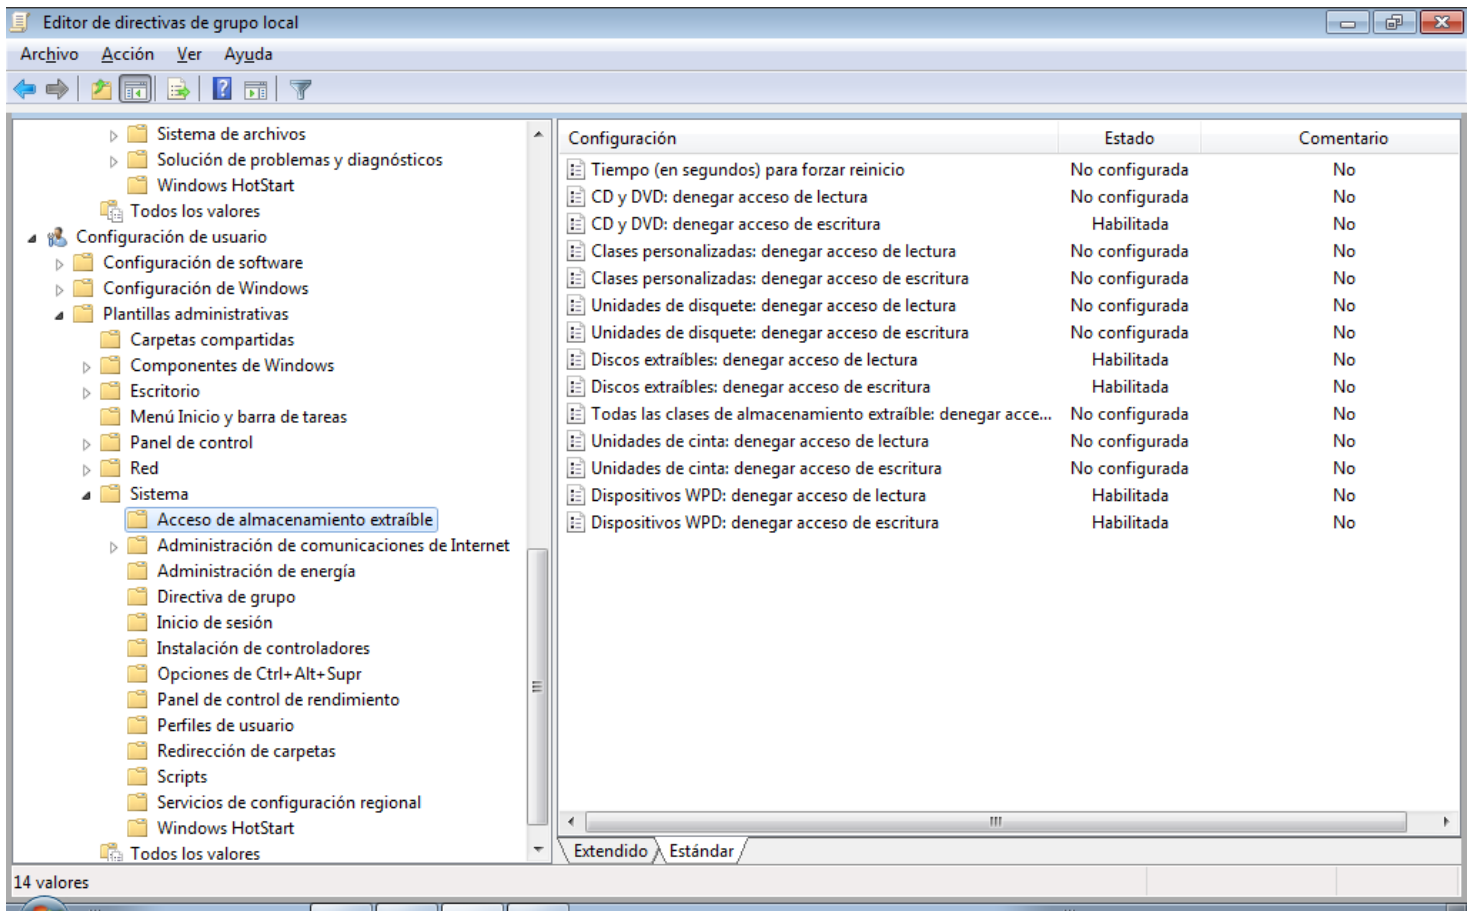 Editor de directivas de grupo local
Archivo Acción Ver Ayuda
Sistema de archivos
Solución de problemas y diagnósticos
Windows HotStart
Todos los valores
Configuración de usuario
Configuración de software
Configuración de Windows
Plantillas administrativas
Carpetas compartidas
Componentes de Windows
Escritorio
Menú Inicio y barra de tareas
Panel de control
Red
Sistema
Acceso de almacenamiento extraíble
Administración de comunicaciones de Internet
Administración de energía
Directiva de grupo
Inicio de sesión
Instalación de controladores
Opciones de Ctrl+Alt+Supr
Panel de control de rendimiento
Perfiles de usuario
Redirección de carpetas
Scripts
Servicios de configuración regional
Windows HotStart
Todos los valores
Configuración Estado Comentario
Tiempo (en segundos) para forzar reinicio No configurada No
CD y DVD: denegar acceso de lectura No configurada No
CD y DVD: denegar acceso de escritura Habilitada No
Clases personalizadas: denegar acceso de lectura No configurada No
Clases personalizadas: denegar acceso de escritura No configurada No
Unidades de disquete: denegar acceso de lectura No configurada No
Unidades de disquete: denegar acceso de escritura No configurada No
Discos extraíbles: denegar acceso de lectura Habilitada No
Discos extraíbles: denegar acceso de escritura Habilitada No
Todas las clases de almacenamiento extraíble: denegar acce... No configurada No
Unidades de cinta: denegar acceso de lectura No configurada No
Unidades de cinta: denegar acceso de escritura No configurada No
Dispositivos WPD: denegar acceso de lectura Habilitada No
Dispositivos WPD: denegar acceso de escritura Habilitada No
Extendido Estándar
14 valores